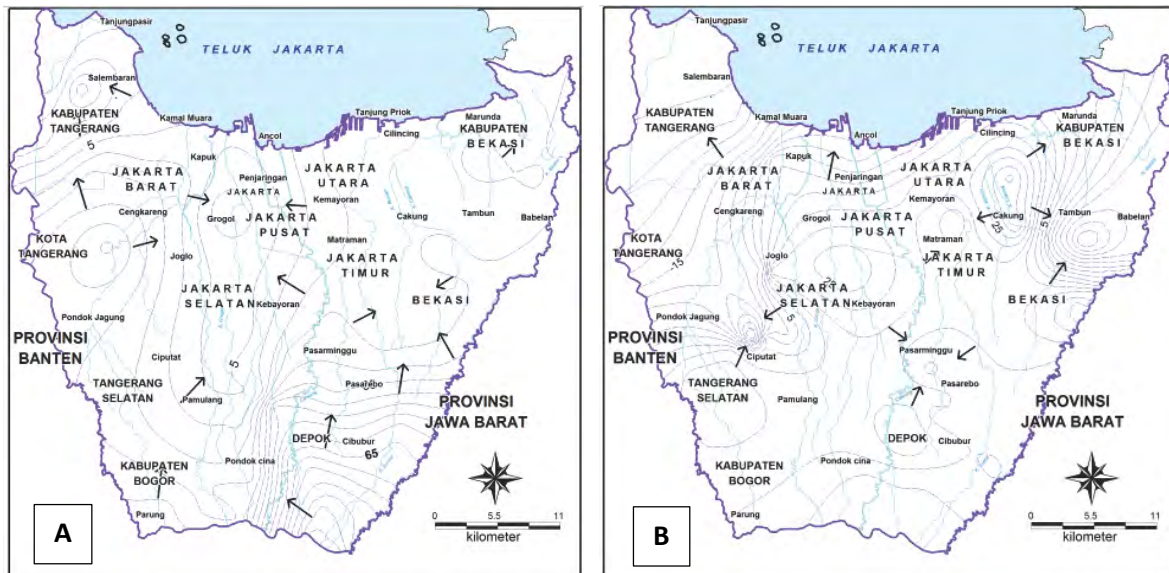 Tanjungpasir
TELUK JAKARTA
Salembaran
KABUPATEN
TANGERANG
Kamal Muara
Ancol
Tanjung Priok
Cilincing
Marunda
KABUPATEN
BEKASI
5
Kapuk
JAKARTA
BARAT
Penjaringan
JAKARTA
JAKARTA
UTARA
Kemayoran
Cengkareng
Grogol
JAKARTA
PUSAT
Cakung
Tambun
Babelan
KOTA
TANGERANG
Joglo
Matraman
JAKARTA
TIMUR
JAKARTA
SELATAN
Kebayoran
BEKASI
Pondok Jagung
PROVINSI
BANTEN
Ciputat
5
Pasarminggu
TANGERANG
SELATAN
Pamulang
Pasarebo
PROVINSI
JAWA BARAT
DEPOK
Cibubur
65
Pondok cina
KABUPATEN
BOGOR
Parung
0 5.5 11
kilometer
A
Tanjungpasir
TELUK JAKARTA
Salembaran
KABUPATEN
TANGERANG
Kamal Muara
Ancol
Tanjung Priok
Cilincing
Marunda
KABUPATEN
BEKASI
Kapuk
JAKARTA
BARAT
Penjaringan
JAKARTA
JAKARTA
UTARA
Kemayoran
Cengkareng
Grogol
JAKARTA
PUSAT
Cakung
25
5
Tambun
Babelan
KOTA
TANGERANG
-15
Joglo
Matraman
JAKARTA
TIMUR
JAKARTA
SELATAN
Kebayoran
BEKASI
Pondok Jagung
5
PROVINSI
BANTEN
Ciputat
Pasarminggu
TANGERANG
SELATAN
Pamulang
Pasarebo
PROVINSI
JAWA BARAT
DEPOK
Cibubur
Pondok cina
KABUPATEN
BOGOR
Parung
0 5.5 11
kilometer
B